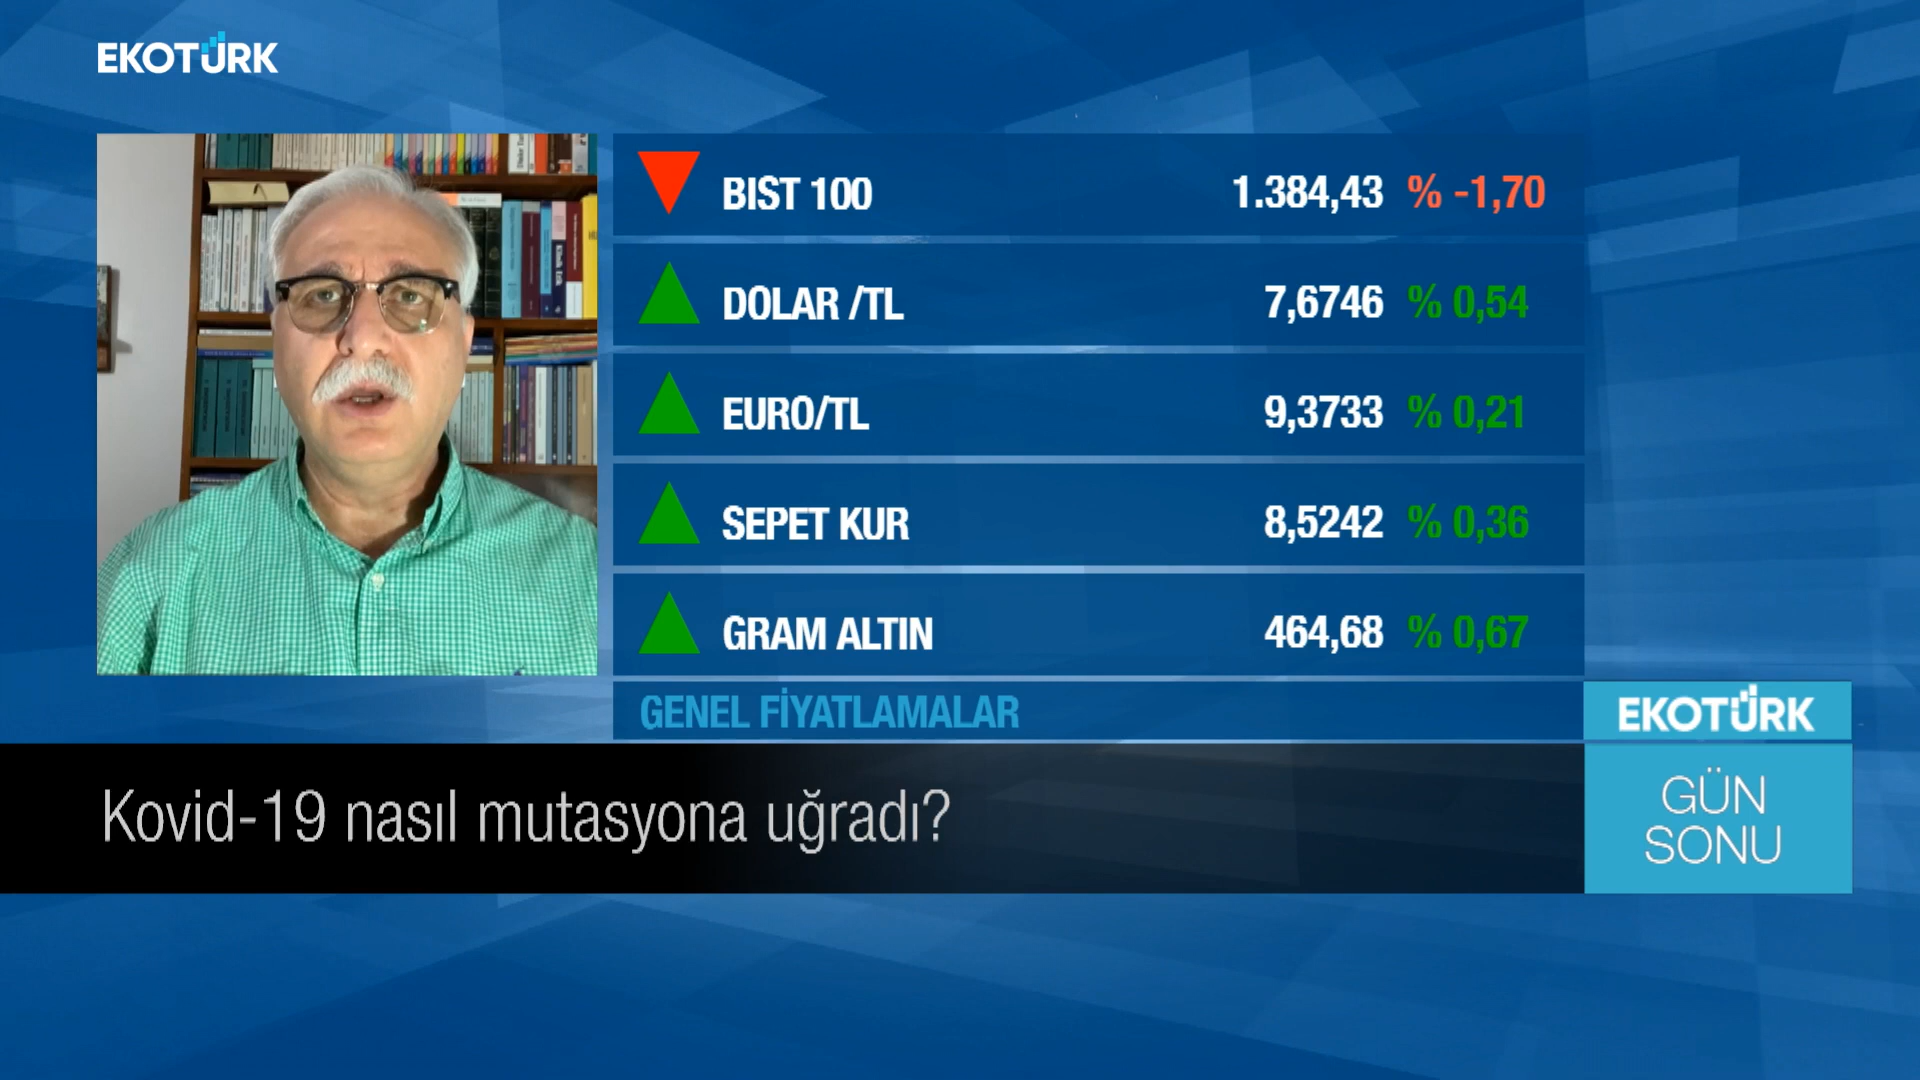 EKOTÜRK
BIST 100 1.384,43 % -1,70
DOLAR /TL 7,6746 % 0,54
EURO/TL 9,3733 % 0,21
SEPET KUR 8,5242 % 0,36
GRAM ALTIN 464,68 % 0,67
GENEL FİYATLAMALAR
EKOTÜRK
Kovid-19 nasıl mutasyona uğradı?
GÜN
SONU